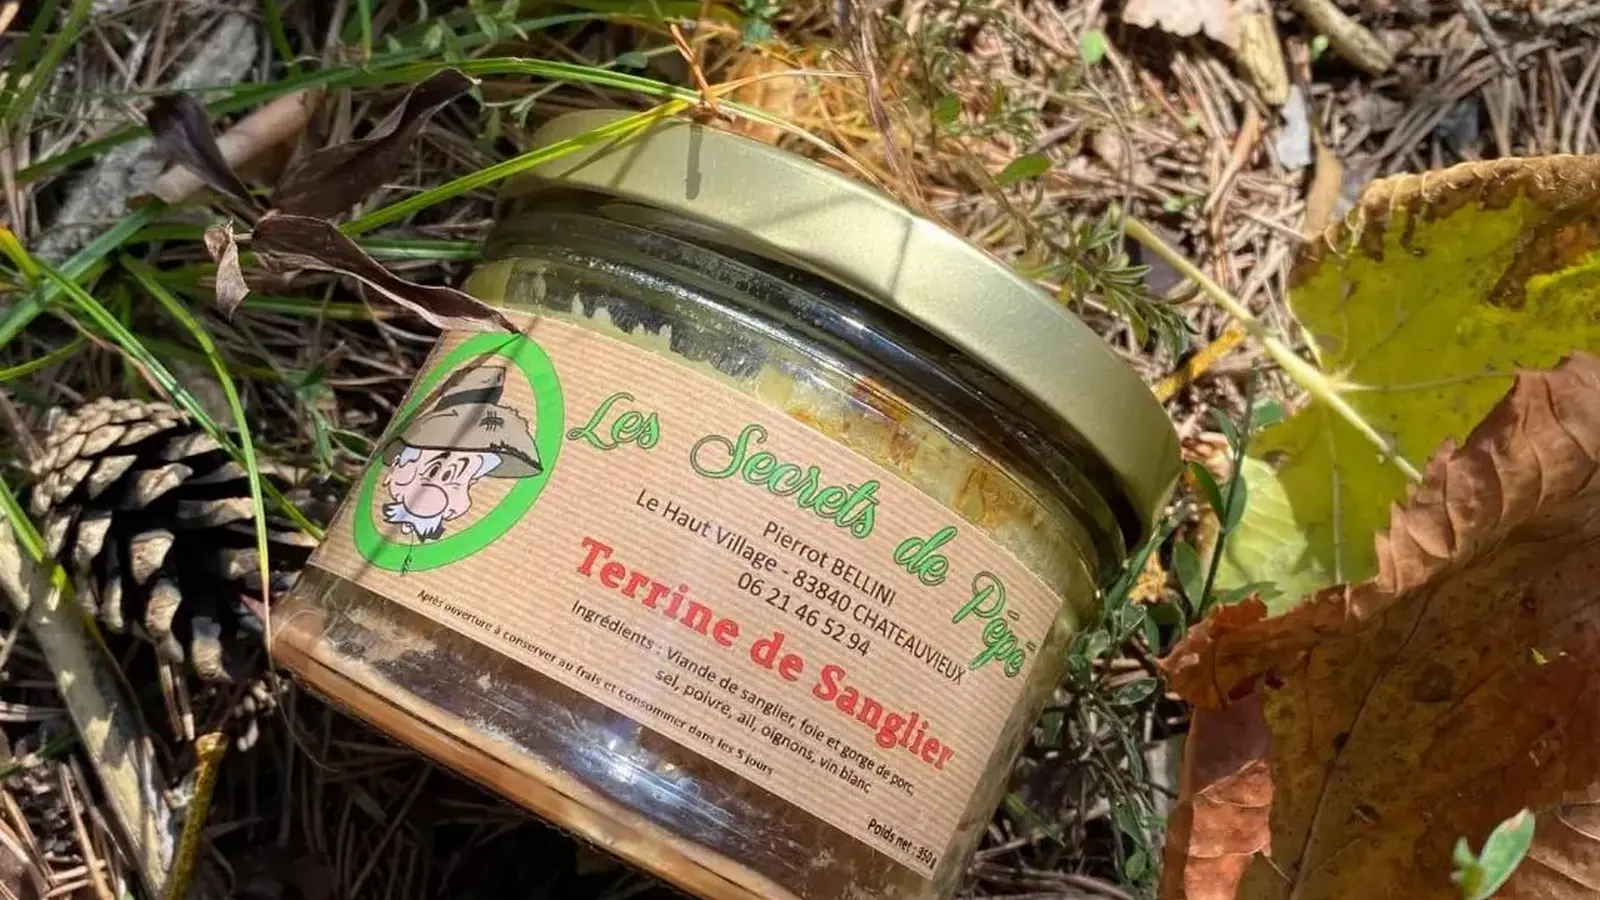 Les Secrets de Pépé
Pierrot BELLINI
Le Haut Village - 83840 CHATEAUVIEUX
06 21 46 52 94
Terrine de Sanglier
Ingrédients : Viande de sanglier, foie et gorge de porc,
sel, poivre, ail, oignons, vin blanc
Après ouverture à conserver au frais et consommer dans les 5 jours
Poids net : 350g